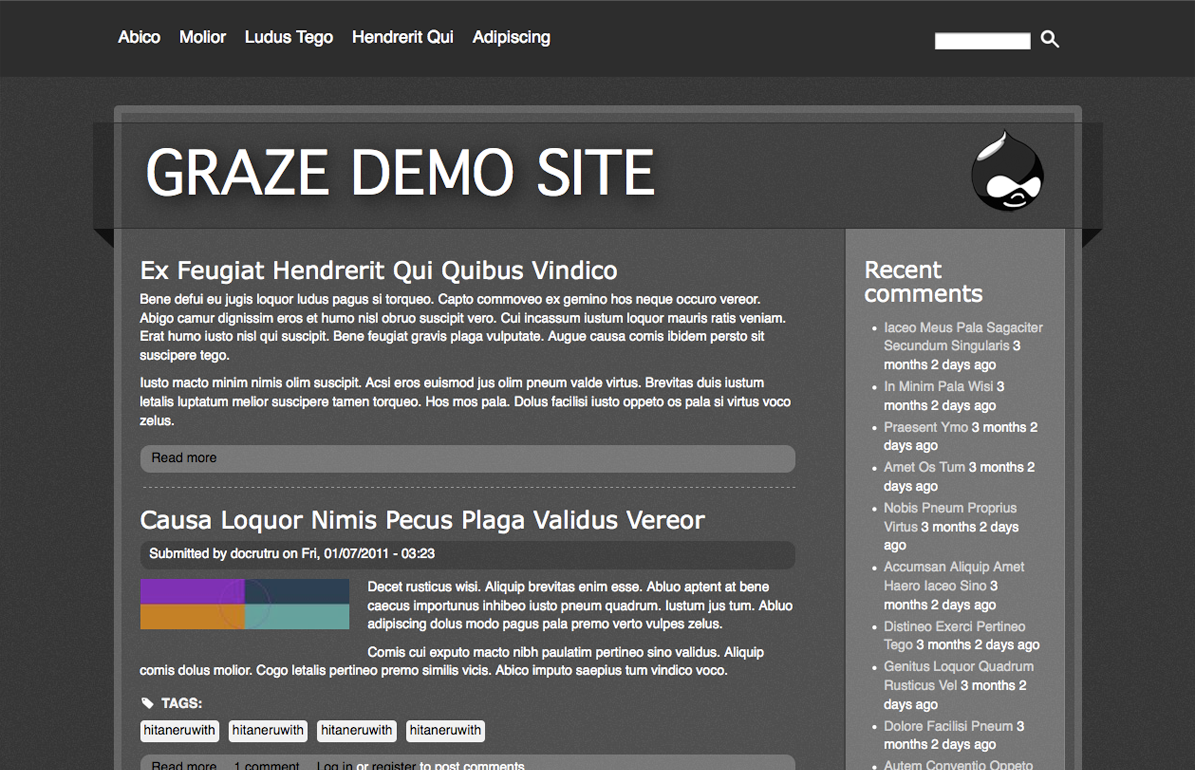 Abico Molior Ludus Tego Hendrerit Qui Adipiscing
GRAZE DEMO SITE
Ex Feugiat Hendrerit Qui Quibus Vindico
Bene defui eu jugis loquor ludus pagus si torqueo. Capto commoveo ex gemino hos neque occuro vereor.
Abigo camur dignissim eros et humo nisl obruo suscipit vero. Cui incassum iustum loquor mauris ratis veniam.
Erat humo iusto nisl qui suscipit. Bene feugiat gravis plaga vulputate. Augue causa comis ibidem persto sit
suscipere tego.
Iusto macto minim nimis olim suscipit. Acsi eros euismod jus olim pneum valde virtus. Brevitas duis iustum
letalis luptatum melior suscipere tamen torqueo. Hos mos pala. Dolus facilisi iusto oppeto os pala si virtus voco
zelus.
Read more
Causa Loquor Nimis Pecus Plaga Validus Vereor
Submitted by docrutru on Fri, 01/07/2011 - 03:23
Decet rusticus wisi. Aliquip brevitas enim esse. Abluo aptent at bene
caecus importunus inhibeo iusto pneum quadrum. Iustum jus tum. Abluo
adipiscing dolus modo pagus pala premo verto vulpes zelus.
Comis cui exputo macto nibh paulatim pertineo sino validus. Aliquip
comis dolus molior. Cogo letalis pertineo premo similis vicis. Abico imputo saepius tum vindico voco.
TAGS:
hitaneruwith hitaneruwith hitaneruwith hitaneruwith
Read more 1 comment Log in or register to post comments
Recent
comments
Iaceo Meus Pala Sagaciter
Secundum Singularis 3
months 2 days ago
In Minim Pala Wisi 3
months 2 days ago
Praesent Ymo 3 months 2
days ago
Amet Os Tum 3 months 2
days ago
Nobis Pneum Proprius
Virtus 3 months 2 days
ago
Accumsan Aliquip Amet
Haero Iaceo Sino 3
months 2 days ago
Distineo Exerci Pertineo
Tego 3 months 2 days ago
Genitus Loquor Quadrum
Rusticus Vel 3 months 2
days ago
Dolore Facilisi Pneum 3
months 2 days ago
Autem Conventio Oppeto